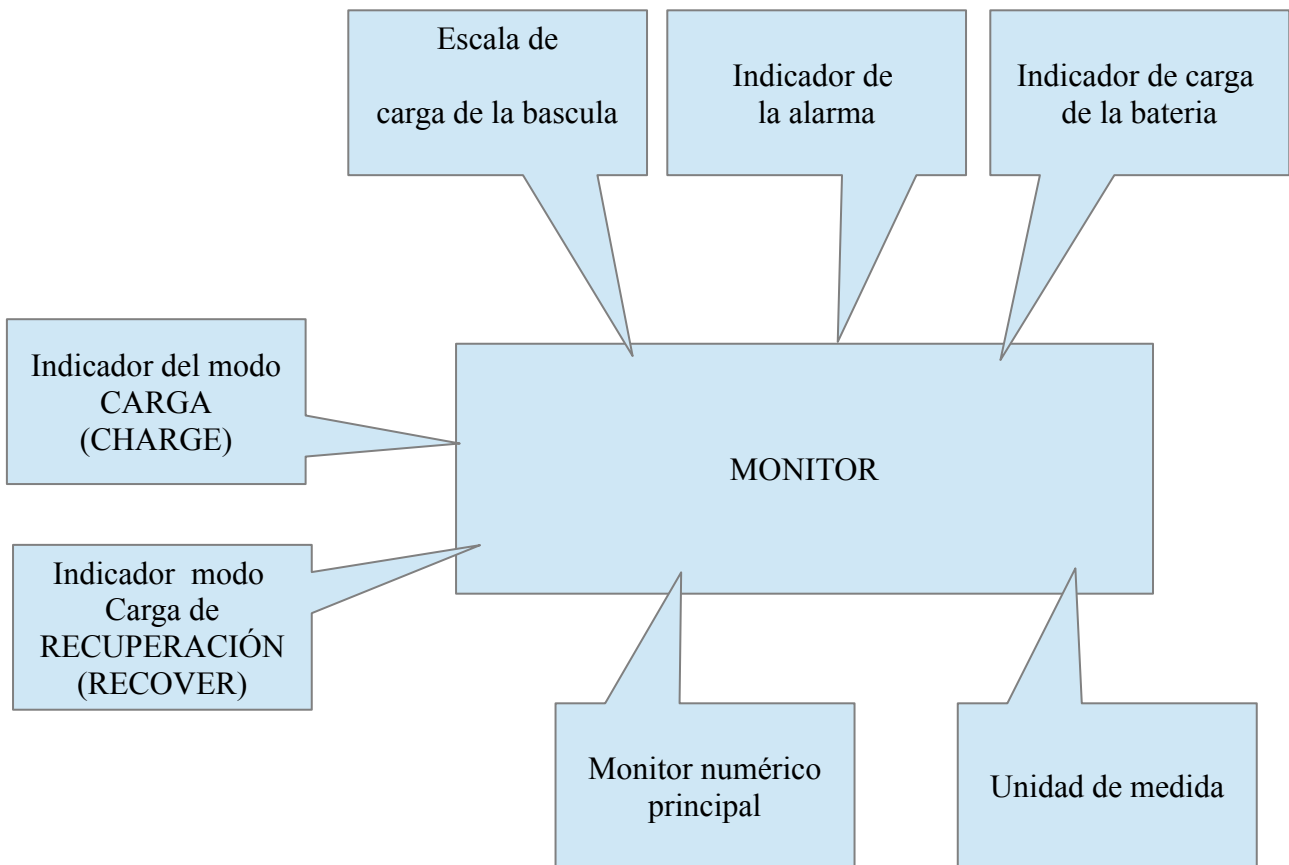 Escala de
carga de la bascula
Indicador de
la alarma
Indicador de carga
de la bateria
Indicador del modo
CARGA
(CHARGE)
MONITOR
Indicador modo
Carga de
RECUPERACIÓN
(RECOVER)
Monitor numérico
principal
Unidad de medida